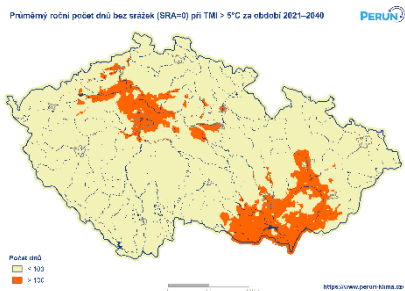 Průměrný roční počet dnů bez srážek (SRA=0) při TMI > 5°C za období 2021–2040
PERUN
Počet dnů
< 100
> 100
https://www.perun-klima.cz/